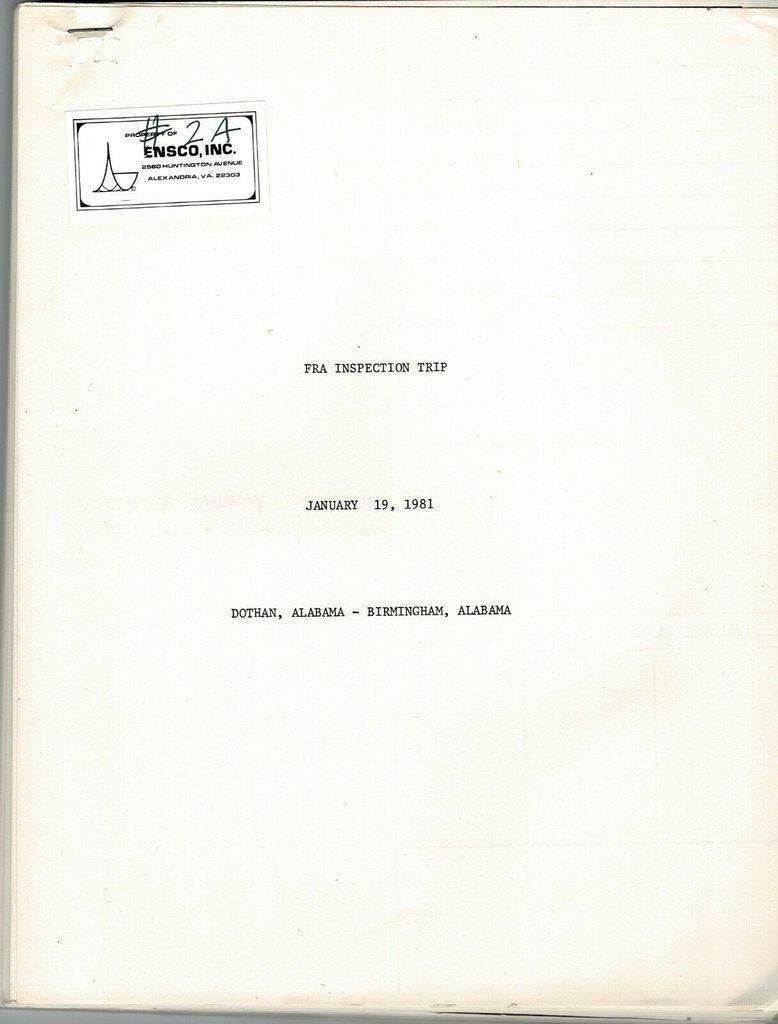 # 2A
PROPERTY OF
ENSCO, INC.
2560 HUNTINGTON AVENUE
ALEXANDRIA, VA. 22303
FRA INSPECTION TRIP
JANUARY 19, 1981
DOTHAN, ALABAMA - BIRMINGHAM, ALABAMA